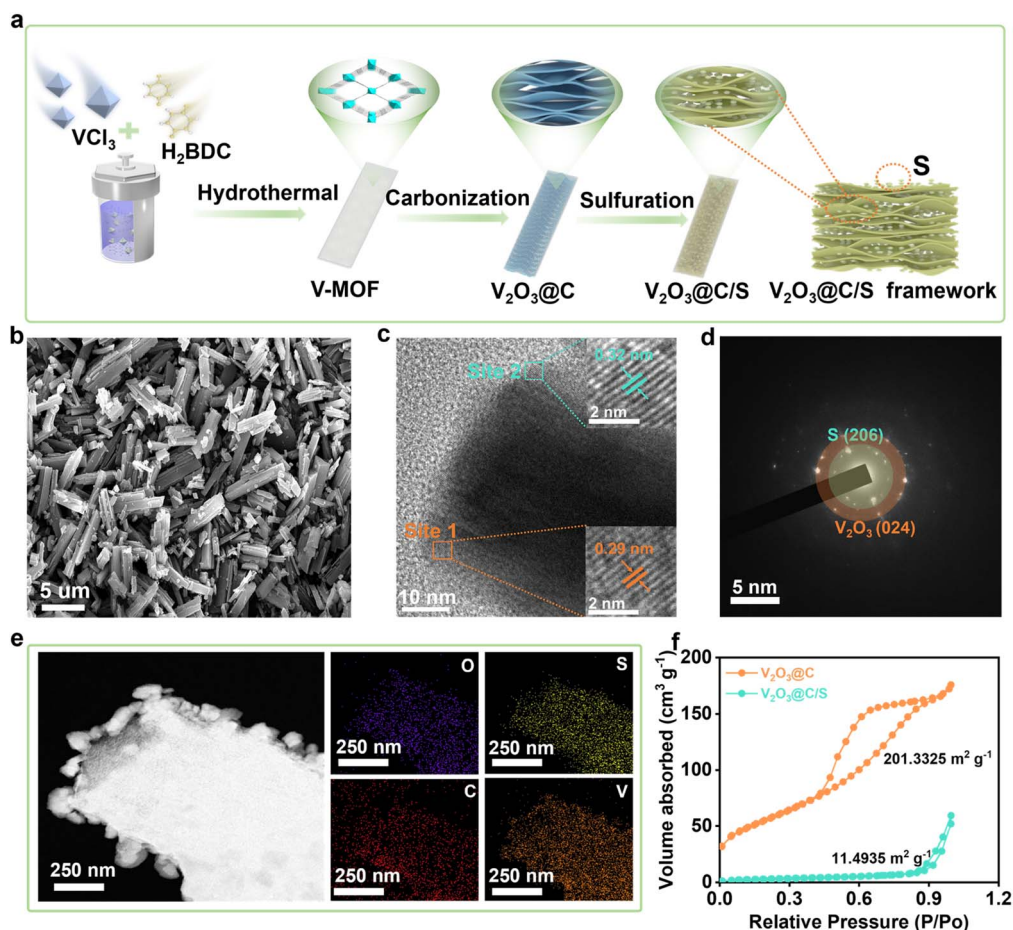 a
VCl₃
H₂BDC
Hydrothermal
Carbonization
Sulfuration
S
V-MOF
V₂O₃@C
V₂O₃@C/S
V₂O₃@C/S framework
b
5 um
c
Site 2
0.32 nm
2 nm
Site 1
0.29 nm
2 nm
10 nm
d
S (206)
V₂O₃ (024)
5 nm
e
250 nm
O
250 nm
S
250 nm
C
250 nm
V
250 nm
f
V₂O₃@C
V₂O₃@C/S
Volume absorbed (cm³ g⁻¹)
200
150
100
50
0
201.3325 m² g⁻¹
11.4935 m² g⁻¹
0.0 0.3 0.6 0.9 1.2
Relative Pressure (P/Po)